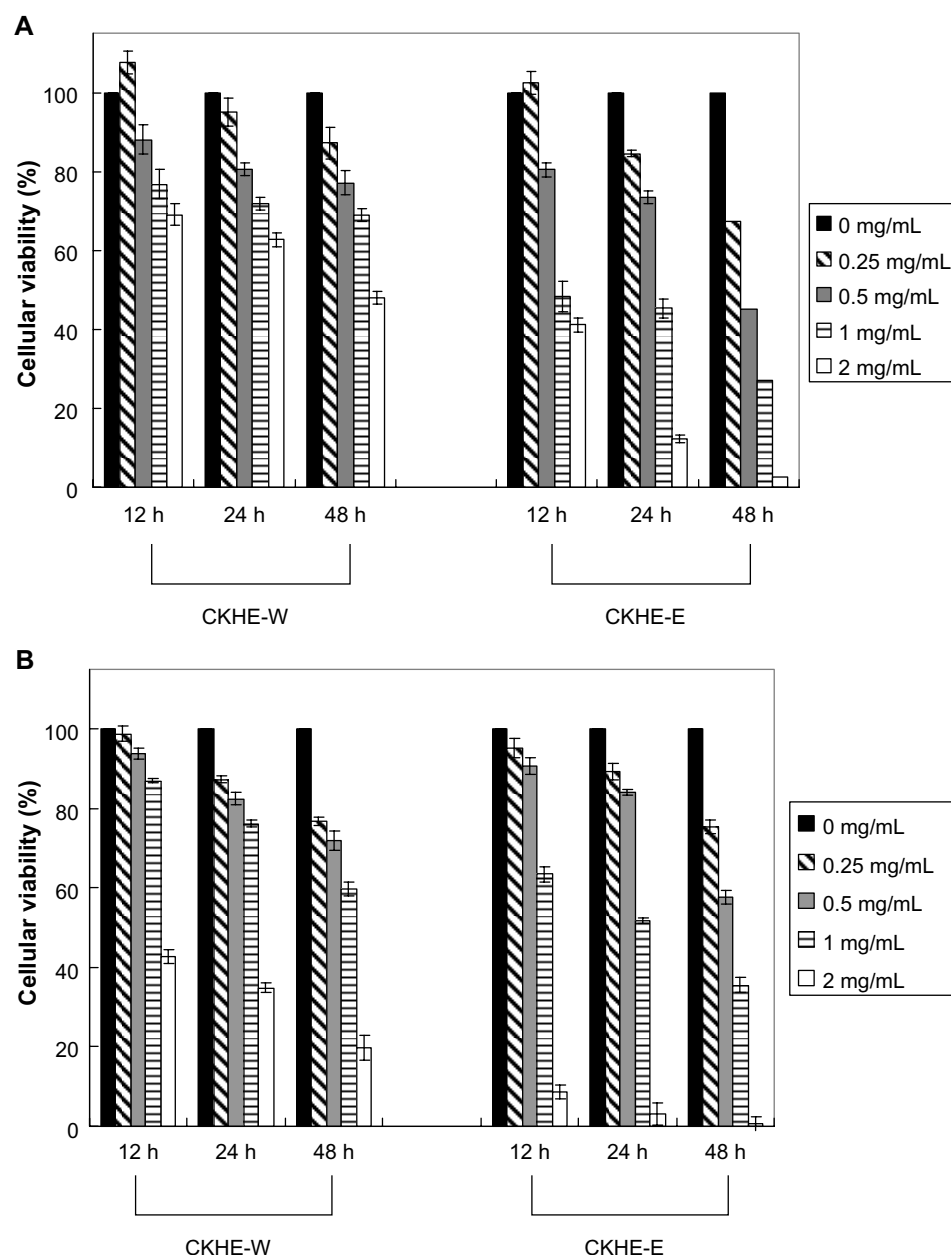 A
Cellular viability (%)
100
80
60
40
20
0
12 h 24 h 48 h 12 h 24 h 48 h
CKHE-W CKHE-E
0 mg/mL
0.25 mg/mL
0.5 mg/mL
1 mg/mL
2 mg/mL
B
Cellular viability (%)
100
80
60
40
20
0
12 h 24 h 48 h 12 h 24 h 48 h
CKHE-W CKHE-E
0 mg/mL
0.25 mg/mL
0.5 mg/mL
1 mg/mL
2 mg/mL